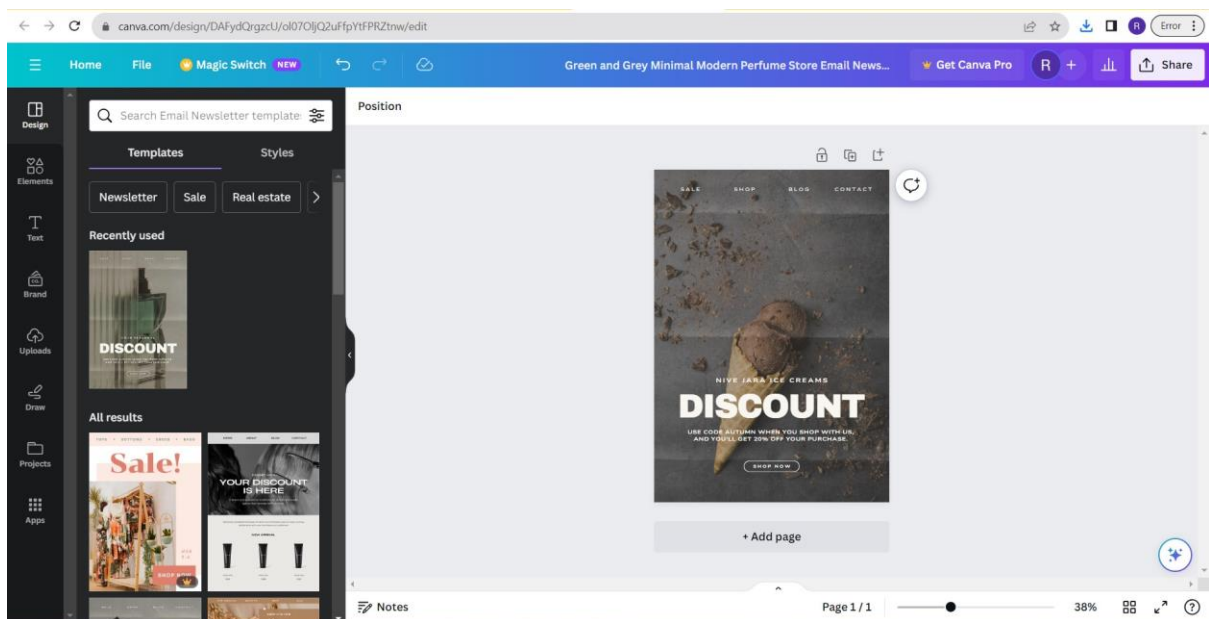 canva.com/design/DAFydQrgzcU/ol07OljQ2uFfpYtFPRZtnw/edit
R
Error
Home File Magic Switch NEW
Green and Grey Minimal Modern Perfume Store Email News...
Get Canva Pro
R +
Share
Design
Elements
Text
Brand
Uploads
Draw
Projects
Apps
Search Email Newsletter template
Templates Styles
Newsletter Sale Real estate
Recently used
DISCOUNT
All results
Sale!
SHOP NOW
YOUR DISCOUNT
IS HERE
Position
SALE SHOP BLOG CONTACT
NIVE JARA ICE CREAMS
DISCOUNT
USE CODE AUTUMN WHEN YOU SHOP WITH US,
AND YOU'LL GET 20% OFF YOUR PURCHASE.
SHOP NOW
+ Add page
Notes
Page 1 / 1
38%